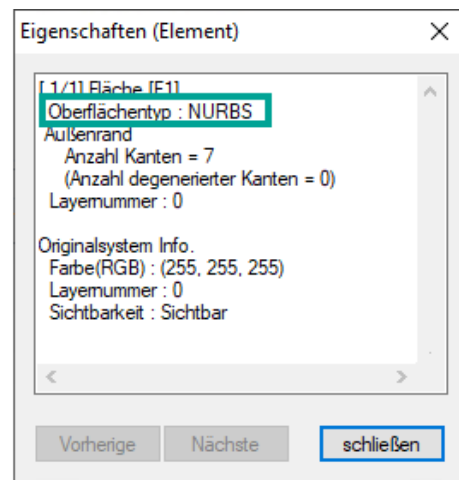 Eigenschaften (Element)
[ 1/1] Fläche [F1]
Oberflächentyp : NURBS
Außenrand
Anzahl Kanten = 7
(Anzahl degenerierter Kanten = 0)
Layernummer : 0
Originalsystem Info.
Farbe(RGB) : (255, 255, 255)
Layernummer : 0
Sichtbarkeit : Sichtbar
Vorherige
Nächste
schließen